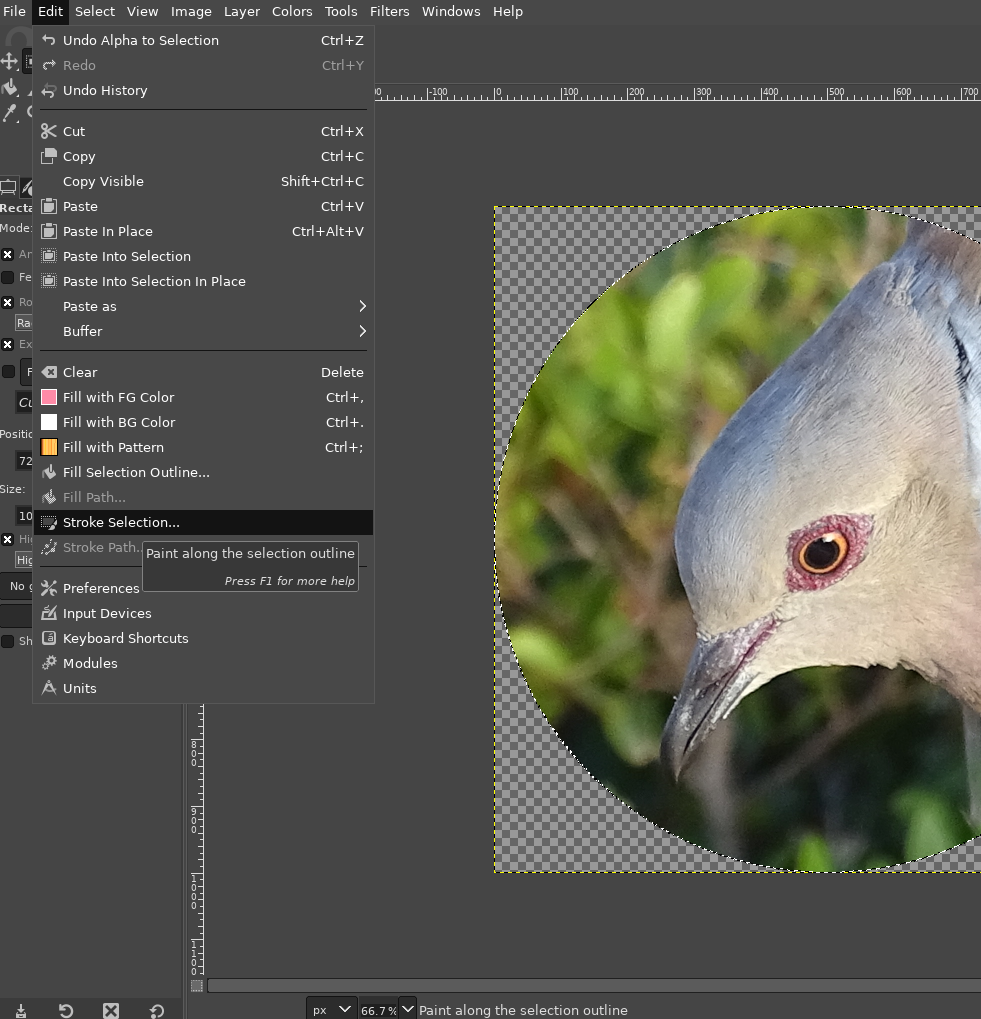 File Edit Select View Image Layer Colors Tools Filters Windows Help
Undo Alpha to Selection Ctrl+Z
Redo Ctrl+Y
Undo History
Cut Ctrl+X
Copy Ctrl+C
Copy Visible Shift+Ctrl+C
Paste Ctrl+V
Paste In Place Ctrl+Alt+V
Paste Into Selection
Paste Into Selection In Place
Paste as
Buffer
Clear Delete
Fill with FG Color Ctrl+,
Fill with BG Color Ctrl+.
Fill with Pattern Ctrl+;
Fill Selection Outline...
Fill Path...
Stroke Selection...
Stroke Path..
Paint along the selection outline
Press F1 for more help
Preferences
Input Devices
Keyboard Shortcuts
Modules
Units
Recta
Mode:
An
Fe
Ro
Ra
Ex
F
Cu
Positi
72
Size:
10
Hi
Hig
No g
Sh
-100 0 100 200 300 400 500 600 700
800
900
1000
1100
px 66.7 % Paint along the selection outline